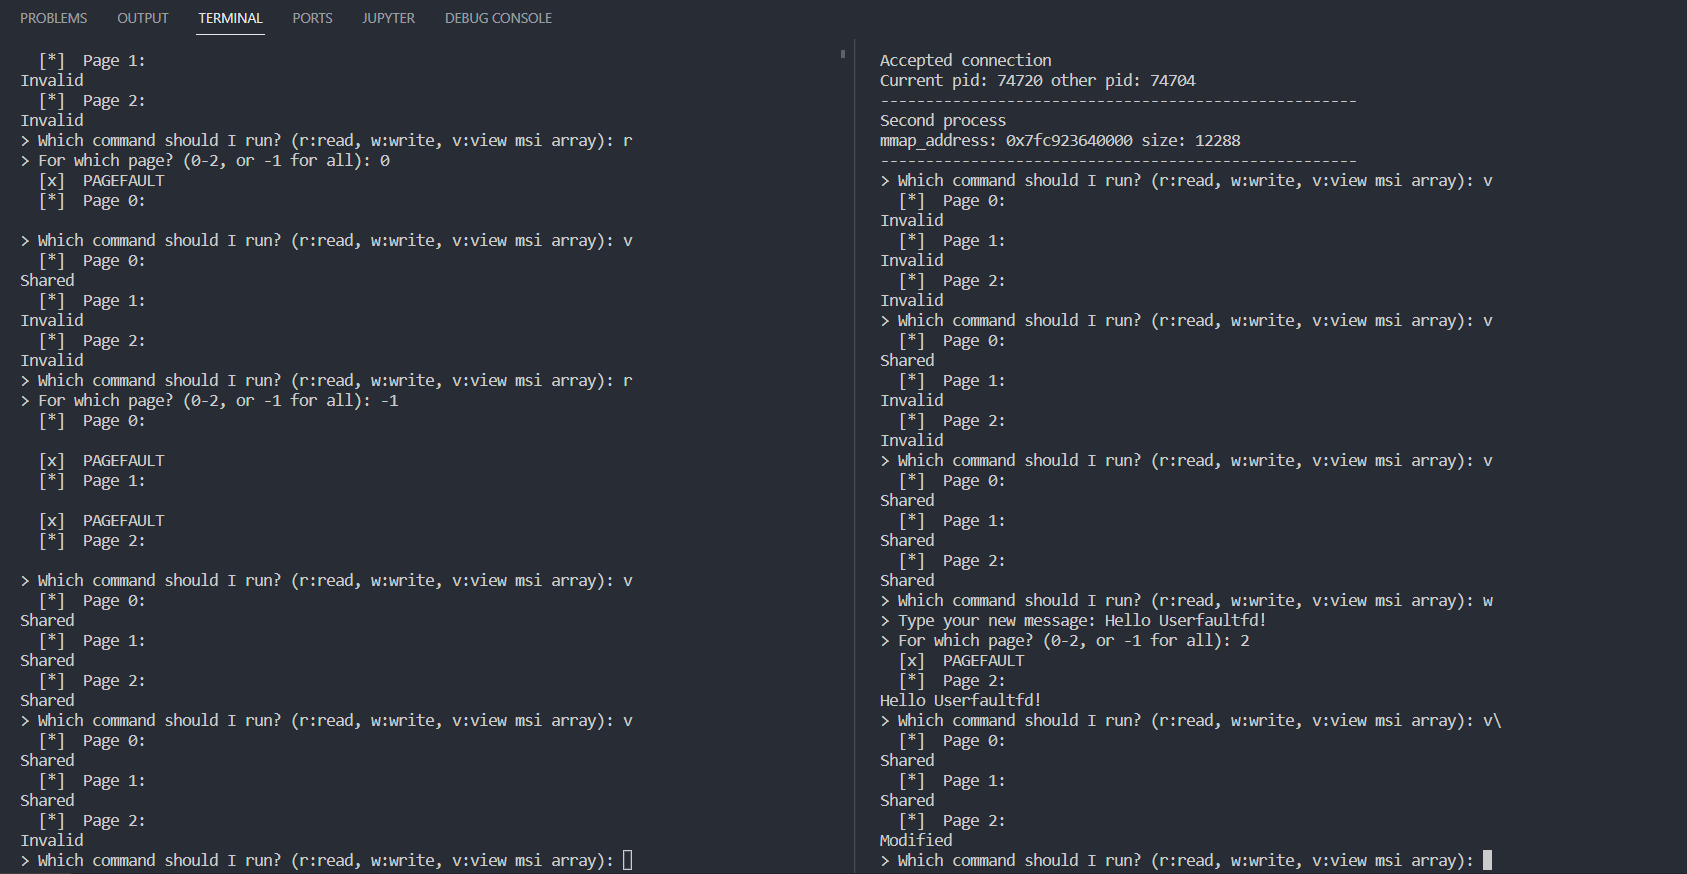 PROBLEMS OUTPUT TERMINAL PORTS JUPYTER DEBUG CONSOLE
[*] Page 1:
Invalid
[*] Page 2:
Invalid
> Which command should I run? (r:read, w:write, v:view msi array): r
> For which page? (0-2, or -1 for all): 0
[x] PAGEFAULT
[*] Page 0:
> Which command should I run? (r:read, w:write, v:view msi array): v
[*] Page 0:
Shared
[*] Page 1:
Invalid
[*] Page 2:
Invalid
> Which command should I run? (r:read, w:write, v:view msi array): r
> For which page? (0-2, or -1 for all): -1
[*] Page 0:
[x] PAGEFAULT
[*] Page 1:
[x] PAGEFAULT
[*] Page 2:
> Which command should I run? (r:read, w:write, v:view msi array): v
[*] Page 0:
Shared
[*] Page 1:
Shared
[*] Page 2:
Shared
> Which command should I run? (r:read, w:write, v:view msi array): v
[*] Page 0:
Shared
[*] Page 1:
Shared
[*] Page 2:
Invalid
> Which command should I run? (r:read, w:write, v:view msi array):
Accepted connection
Current pid: 74720 other pid: 74704
-----------------------------------------------------
Second process
mmap_address: 0x7fc923640000 size: 12288
-----------------------------------------------------
> Which command should I run? (r:read, w:write, v:view msi array): v
[*] Page 0:
Invalid
[*] Page 1:
Invalid
[*] Page 2:
Invalid
> Which command should I run? (r:read, w:write, v:view msi array): v
[*] Page 0:
Shared
[*] Page 1:
Invalid
[*] Page 2:
Invalid
> Which command should I run? (r:read, w:write, v:view msi array): v
[*] Page 0:
Shared
[*] Page 1:
Shared
[*] Page 2:
Shared
> Which command should I run? (r:read, w:write, v:view msi array): w
> Type your new message: Hello Userfaultfd!
> For which page? (0-2, or -1 for all): 2
[x] PAGEFAULT
[*] Page 2:
Hello Userfaultfd!
> Which command should I run? (r:read, w:write, v:view msi array): v\
[*] Page 0:
Shared
[*] Page 1:
Shared
[*] Page 2:
Modified
> Which command should I run? (r:read, w:write, v:view msi array):